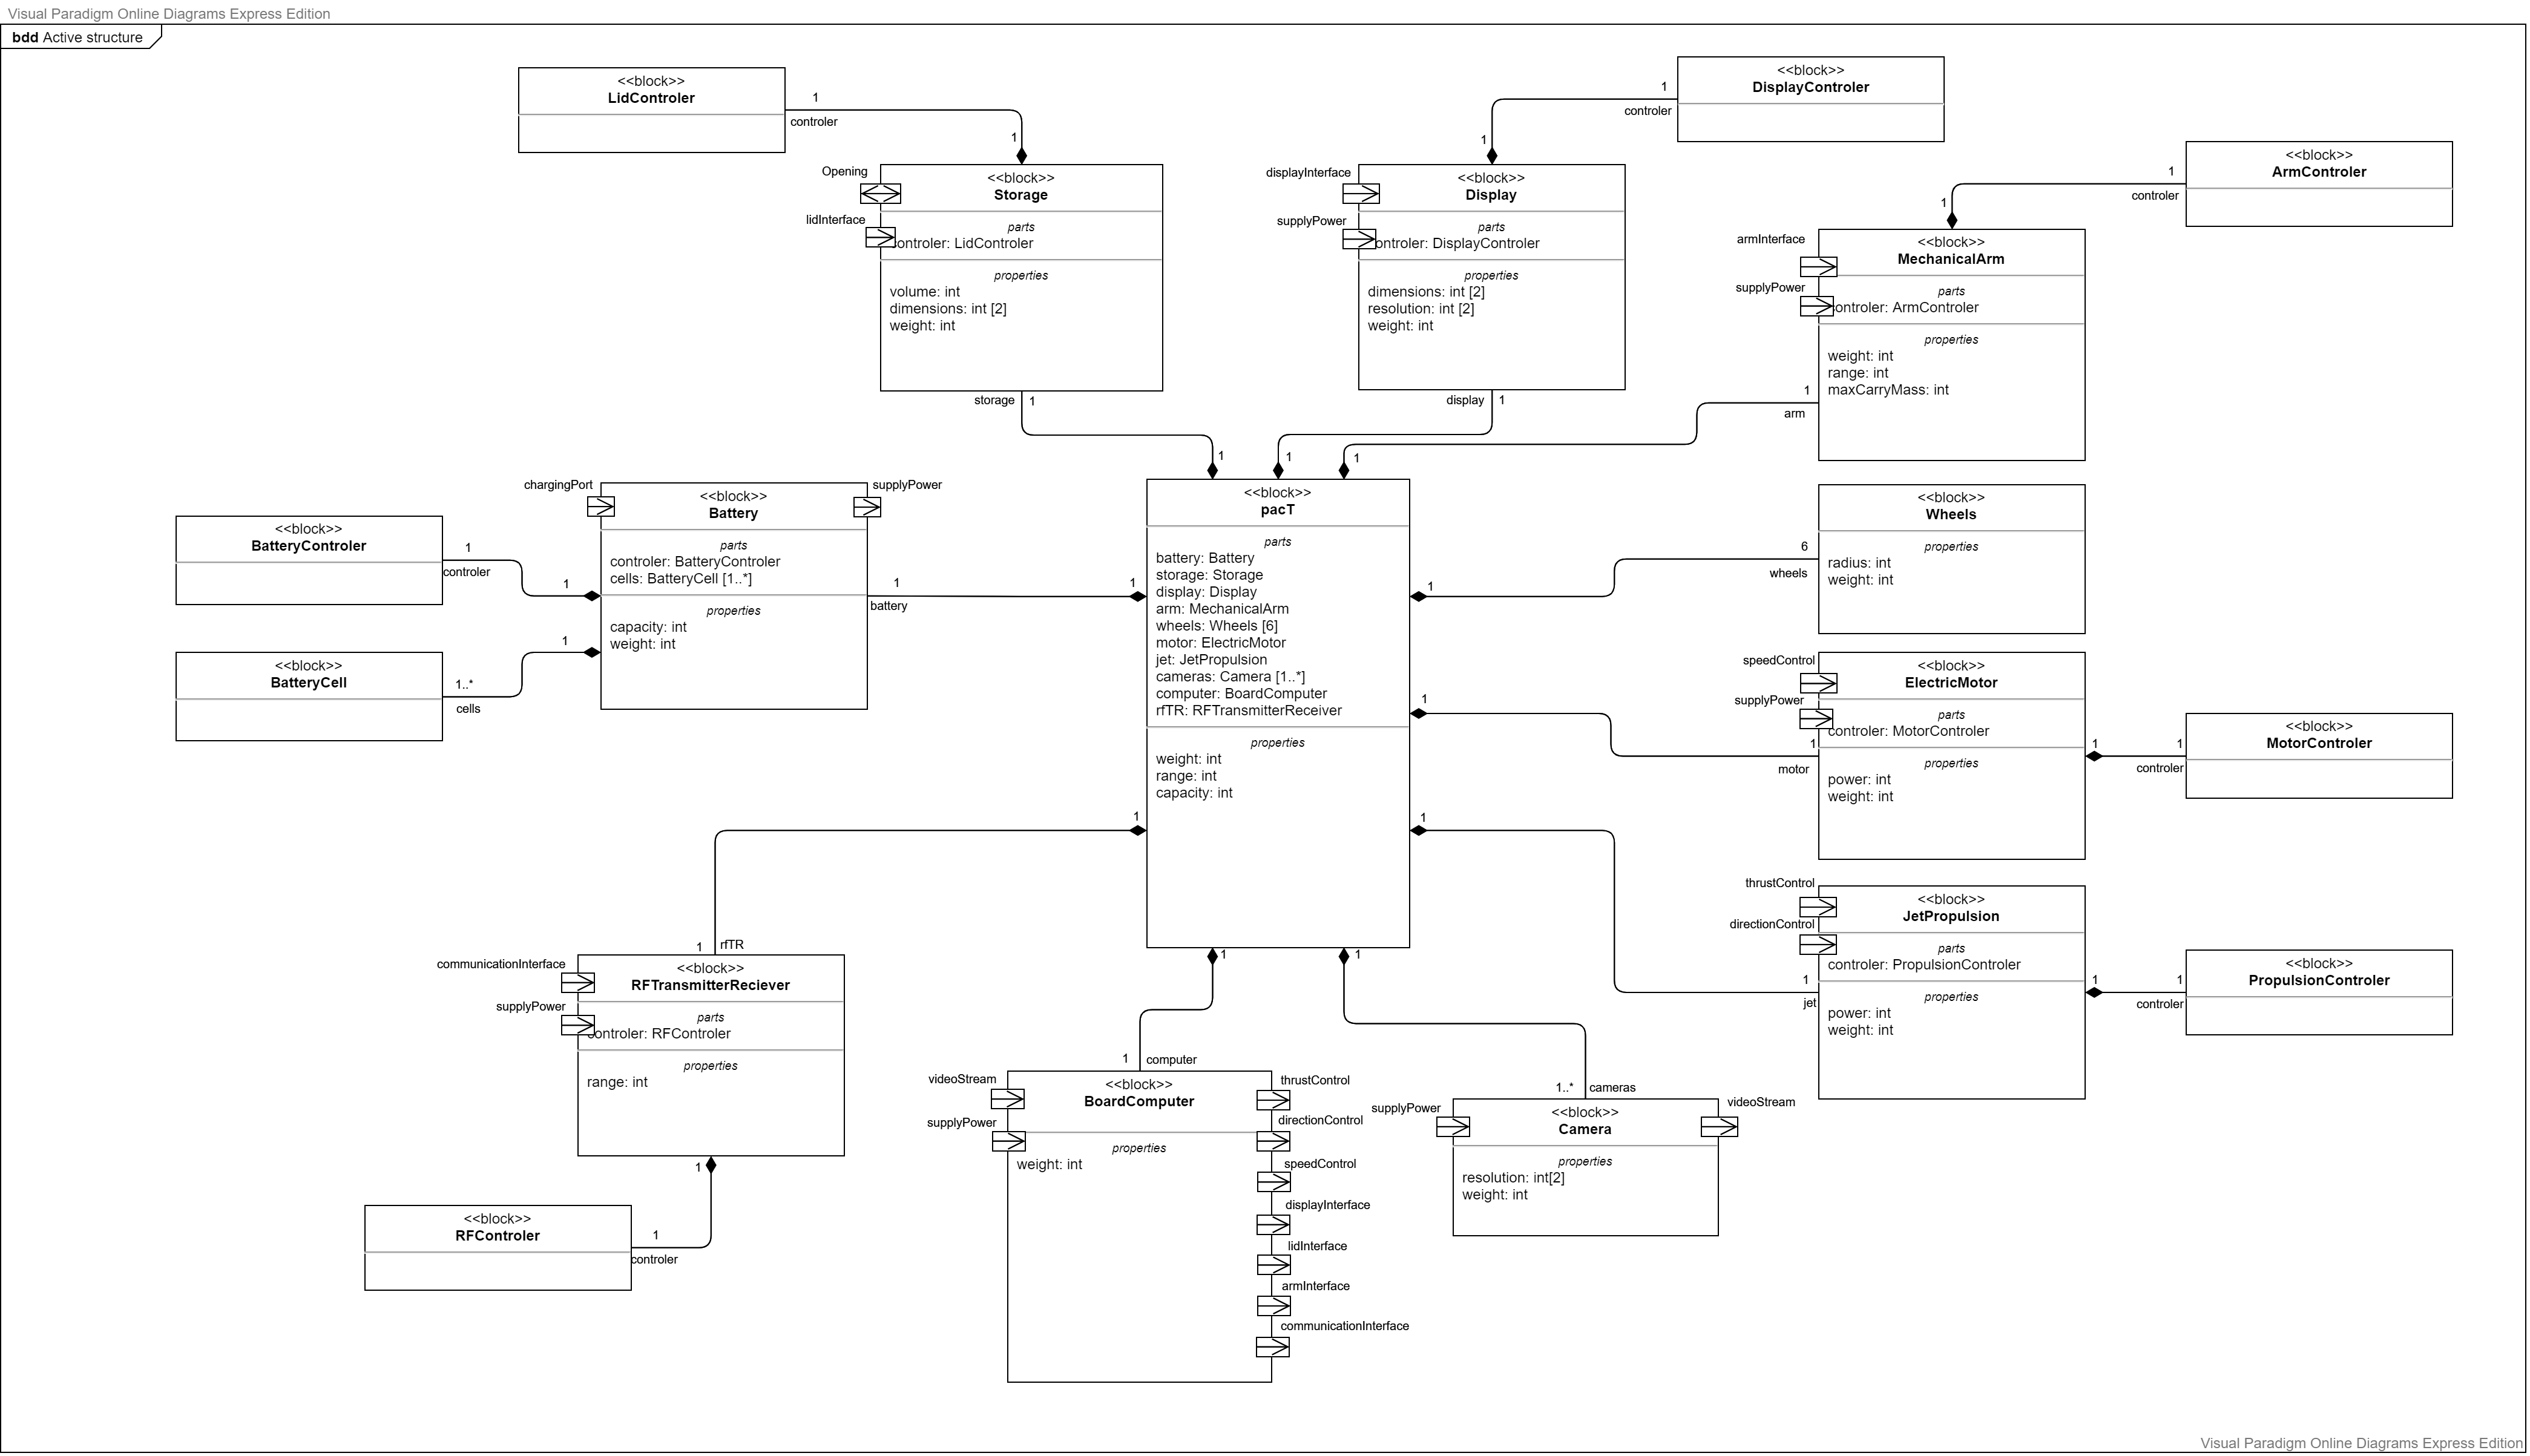 Visual Paradigm Online Diagrams Express Edition
bdd Active structure
<<block>>
LidControler
1
controler
1
<<block>>
DisplayControler
1
controler
1
<<block>>
ArmControler
1
controler
1
Opening
lidInterface
<<block>>
Storage
parts
controler: LidControler
properties
volume: int
dimensions: int [2]
weight: int
storage
1
1
displayInterface
supplyPower
<<block>>
Display
parts
controler: DisplayControler
properties
dimensions: int [2]
resolution: int [2]
weight: int
display
1
1
armInterface
supplyPower
<<block>>
MechanicalArm
parts
controler: ArmControler
properties
weight: int
range: int
maxCarryMass: int
1
arm
1
chargingPort
supplyPower
<<block>>
Battery
parts
controler: BatteryControler
cells: BatteryCell [1..*]
properties
capacity: int
weight: int
1
battery
1
<<block>>
BatteryControler
1
controler
1
<<block>>
BatteryCell
1..*
cells
1
<<block>>
pacT
parts
battery: Battery
storage: Storage
display: Display
arm: MechanicalArm
wheels: Wheels [6]
motor: ElectricMotor
jet: JetPropulsion
cameras: Camera [1..*]
computer: BoardComputer
rfTR: RFTransmitterReceiver
properties
weight: int
range: int
capacity: int
<<block>>
Wheels
properties
radius: int
weight: int
6
wheels
1
speedControl
supplyPower
<<block>>
ElectricMotor
parts
controler: MotorControler
properties
power: int
weight: int
1
motor
1
<<block>>
MotorControler
1
1
controler
thrustControl
directionControl
<<block>>
JetPropulsion
parts
controler: PropulsionControler
properties
power: int
weight: int
1
jet
1
<<block>>
PropulsionControler
1
1
controler
1
1
rfTR
communicationInterface
supplyPower
<<block>>
RFTransmitterReciever
parts
controler: RFControler
properties
range: int
1
<<block>>
RFControler
1
controler
1
1
computer
videoStream
supplyPower
<<block>>
BoardComputer
properties
weight: int
thrustControl
directionControl
speedControl
displayInterface
lidInterface
armInterface
communicationInterface
1
1..*
cameras
supplyPower
videoStream
<<block>>
Camera
properties
resolution: int[2]
weight: int
Visual Paradigm Online Diagrams Express Edition